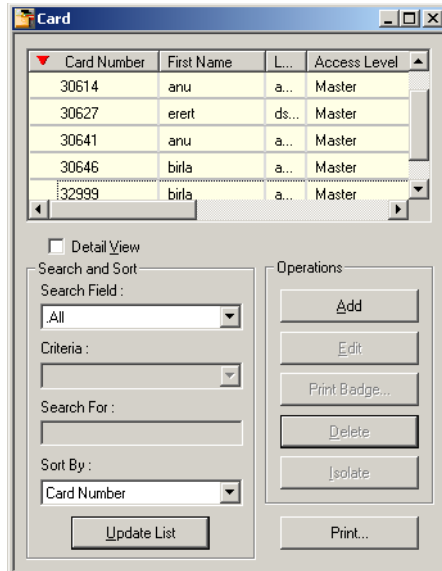 Card
Card Number First Name L... Access Level
30614 anu a... Master
30627 erert ds... Master
30641 anu a... Master
30646 birla a... Master
32999 birla a... Master
Detail View
Search and Sort
Search Field :
.All
Criteria :
Search For :
Sort By :
Card Number
Update List
Operations
Add
Edit
Print Badge...
Delete
Isolate
Print...